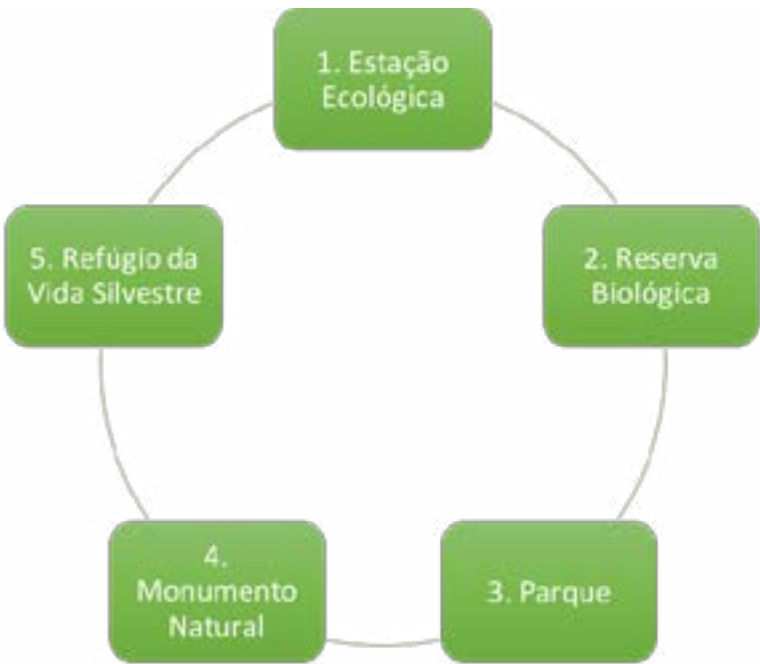 1. Estação
Ecológica
2. Reserva
Biológica
3. Parque
4.
Monumento
Natural
5. Refúgio da
Vida Silvestre